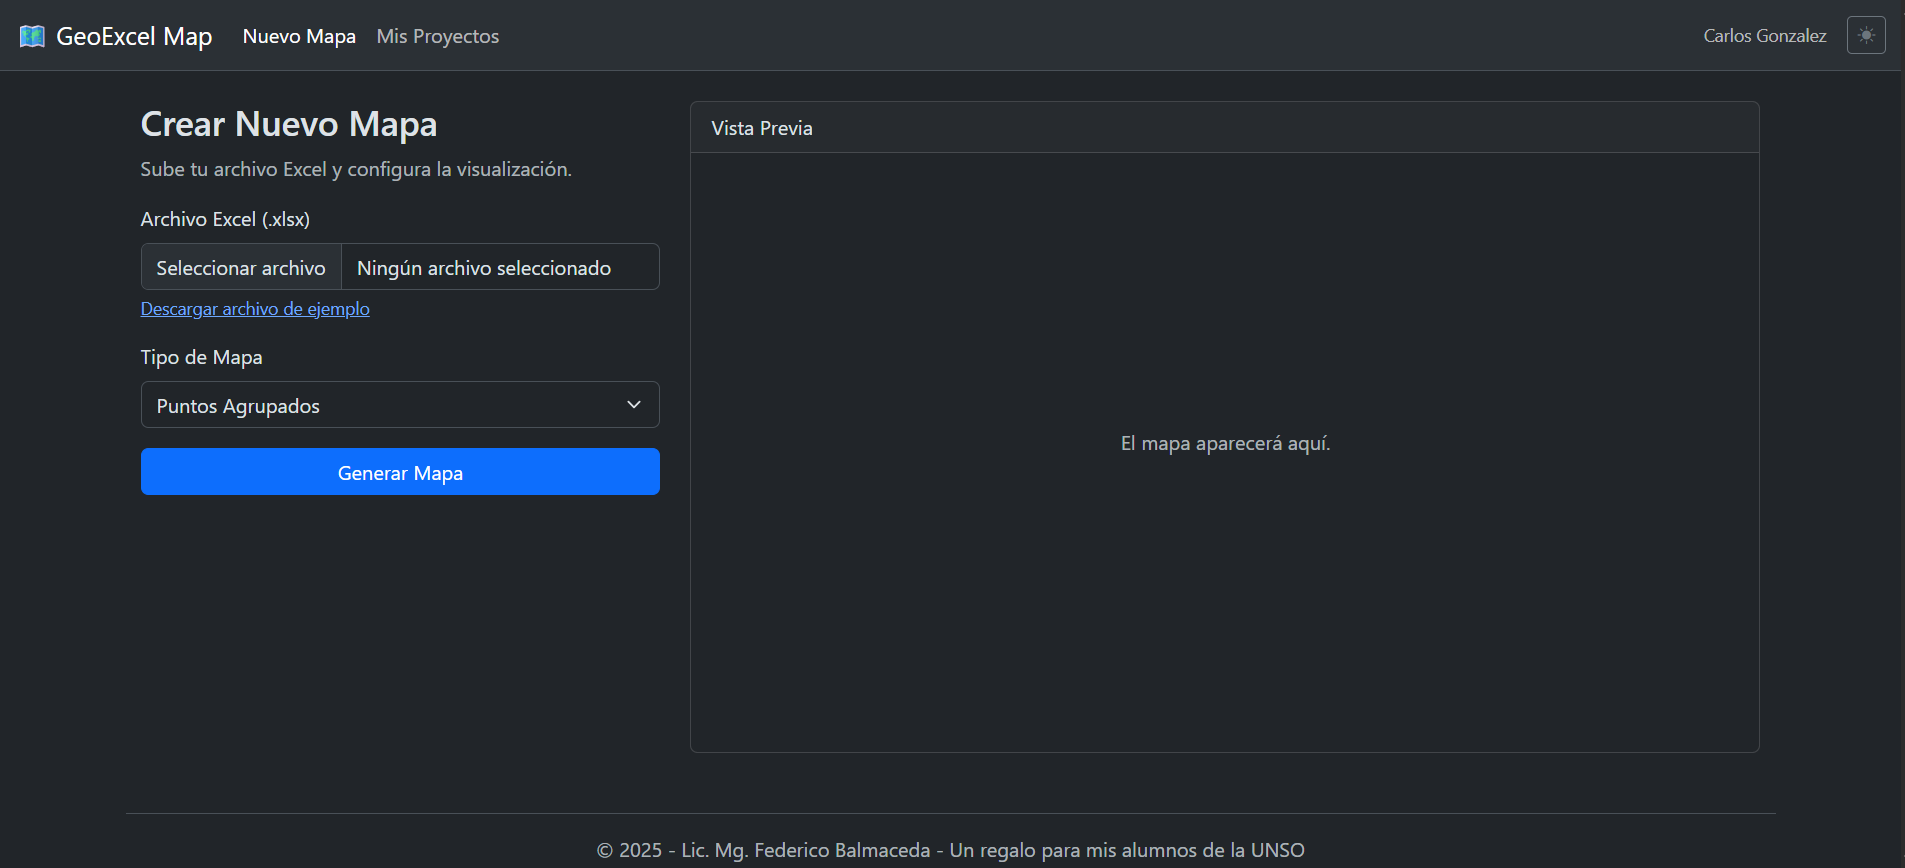 GeoExcel Map
Nuevo Mapa
Mis Proyectos
Carlos Gonzalez
Crear Nuevo Mapa
Sube tu archivo Excel y configura la visualización.
Archivo Excel (.xlsx)
Seleccionar archivo
Ningún archivo seleccionado
Descargar archivo de ejemplo
Tipo de Mapa
Puntos Agrupados
Generar Mapa
Vista Previa
El mapa aparecerá aquí.
© 2025 - Lic. Mg. Federico Balmaceda - Un regalo para mis alumnos de la UNSO